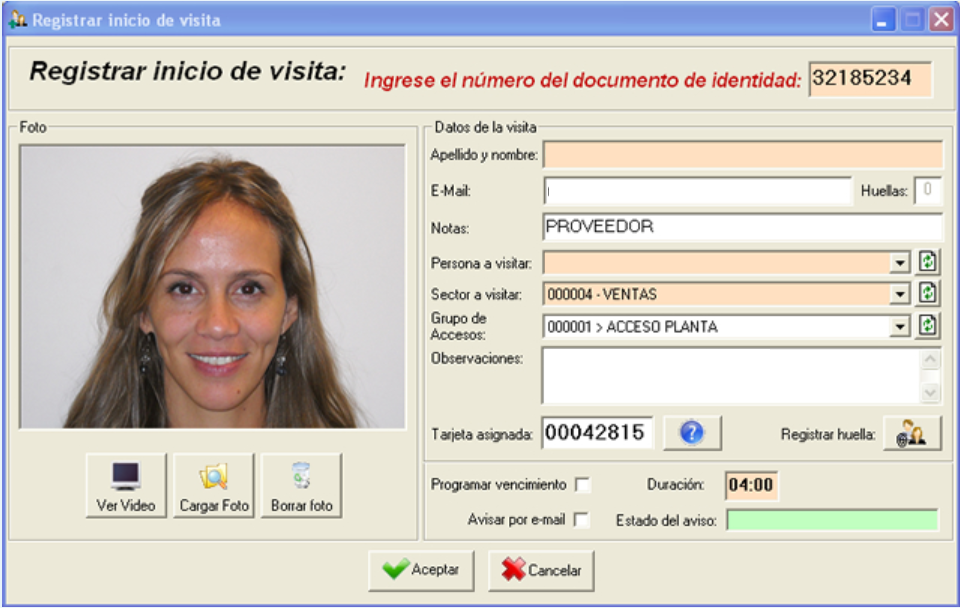 Registrar inicio de visita
Registrar inicio de visita: Ingrese el número del documento de identidad: 32185234
Foto
Ver Video
Cargar Foto
Borrar foto
Datos de la visita
Apellido y nombre:
E-Mail:
Huellas: 0
Notas: PROVEEDOR
Persona a visitar:
Sector a visitar: 000004 - VENTAS
Grupo de
Accesos: 000001 > ACCESO PLANTA
Observaciones:
Tarjeta asignada: 00042815
?
Registrar huella:
Programar vencimiento
Duración: 04:00
Avisar por e-mail
Estado del aviso:
Aceptar
Cancelar